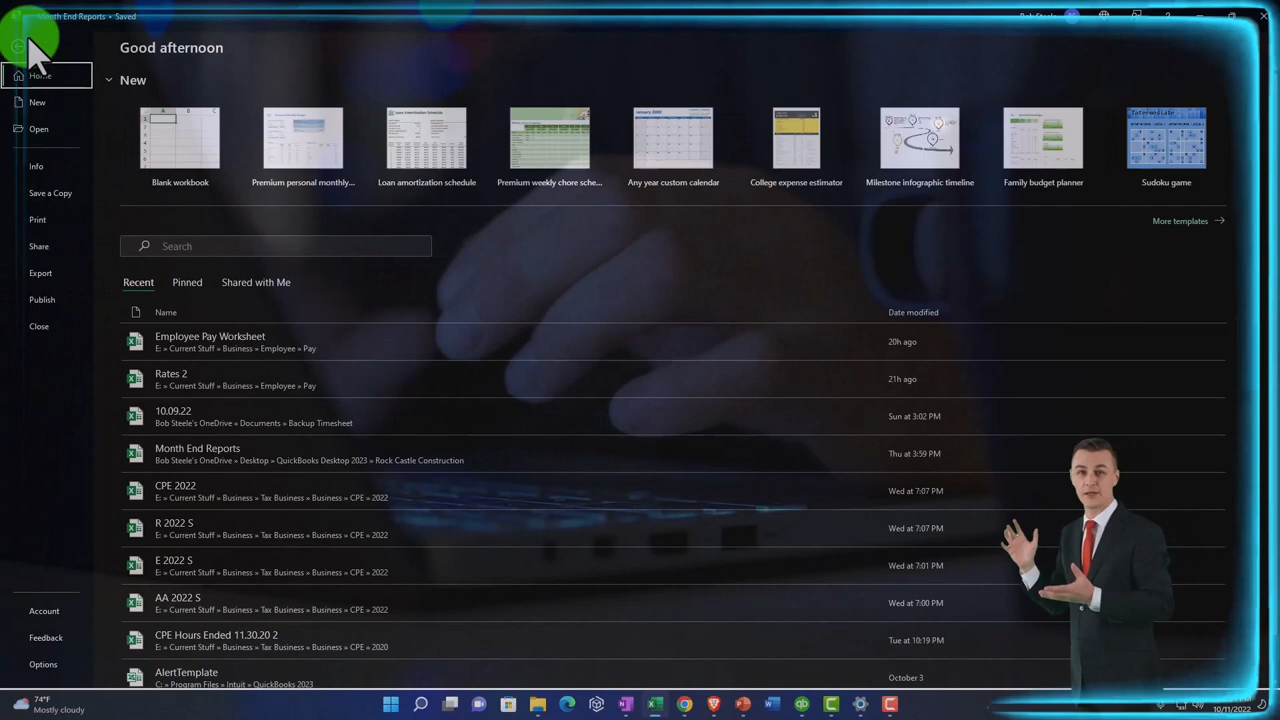 Month End Reports • Saved
Bob Steele
Good afternoon
Home
New
New
Open
Info
Save a Copy
Print
Share
Export
Publish
Close
Account
Feedback
Options
Blank workbook
Premium personal monthly...
Loan amortization schedule
Premium weekly chore sche...
Any year custom calendar
College expense estimator
Milestone infographic timeline
Family budget planner
Sudoku game
More templates
Search
Recent Pinned Shared with Me
Name Date modified
Employee Pay Worksheet
E: » Current Stuff » Business » Employee » Pay
20h ago
Rates 2
E: » Current Stuff » Business » Employee » Pay
21h ago
10.09.22
Bob Steele's OneDrive » Documents » Backup Timesheet
Sun at 3:02 PM
Month End Reports
Bob Steele's OneDrive » Desktop » QuickBooks Desktop 2023 » Rock Castle Construction
Thu at 3:59 PM
CPE 2022
E: » Current Stuff » Business » Tax Business » Business » CPE » 2022
Wed at 7:07 PM
R 2022 S
E: » Current Stuff » Business » Tax Business » Business » CPE » 2022
Wed at 7:07 PM
E 2022 S
E: » Current Stuff » Business » Tax Business » Business » CPE » 2022
Wed at 7:01 PM
AA 2022 S
E: » Current Stuff » Business » Tax Business » Business » CPE » 2022
Wed at 7:00 PM
CPE Hours Ended 11.30.20 2
E: » Current Stuff » Business » Tax Business » Business » CPE » 2020
Tue at 10:19 PM
AlertTemplate
C: » Program Files » Intuit » QuickBooks 2023
October 3
74°F
Mostly cloudy
10/11/2022